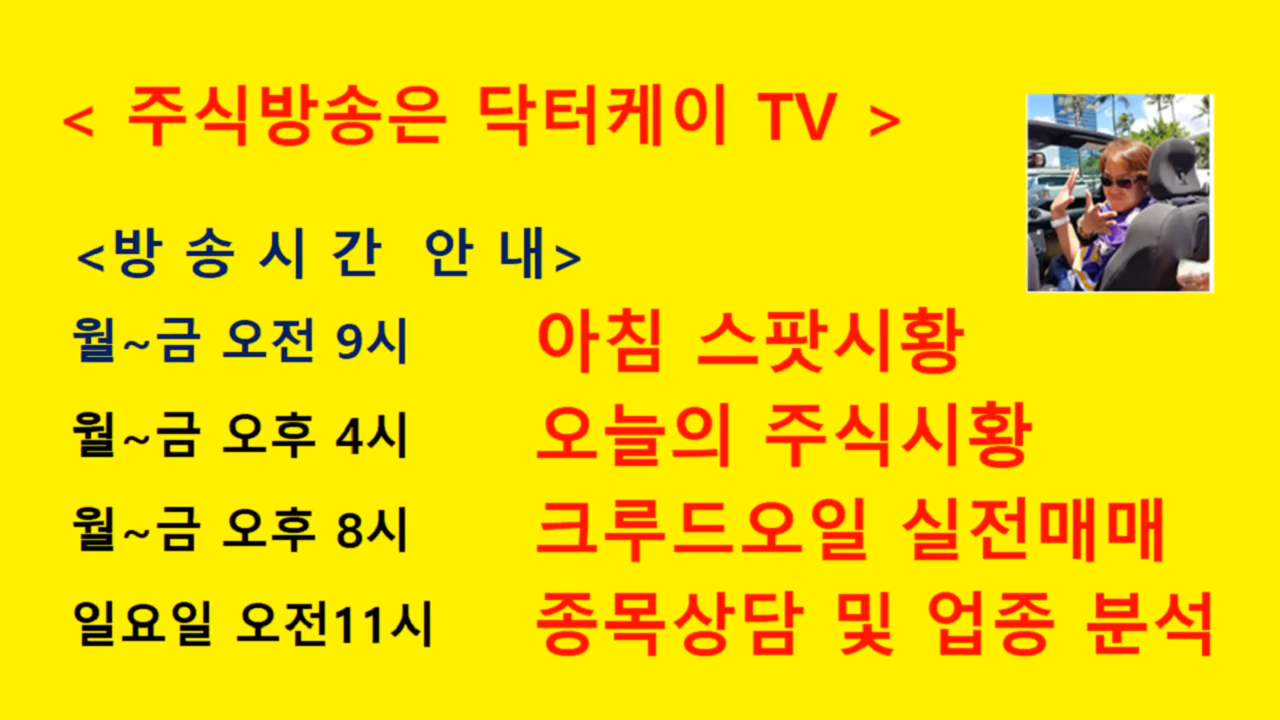 < 주식방송은 닥터케이 TV >
<방 송 시 간 안 내>
월~금 오전 9시 아침 스팟시황
월~금 오후 4시 오늘의 주식시황
월~금 오후 8시 크루드오일 실전매매
일요일 오전11시 종목상담 및 업종 분석